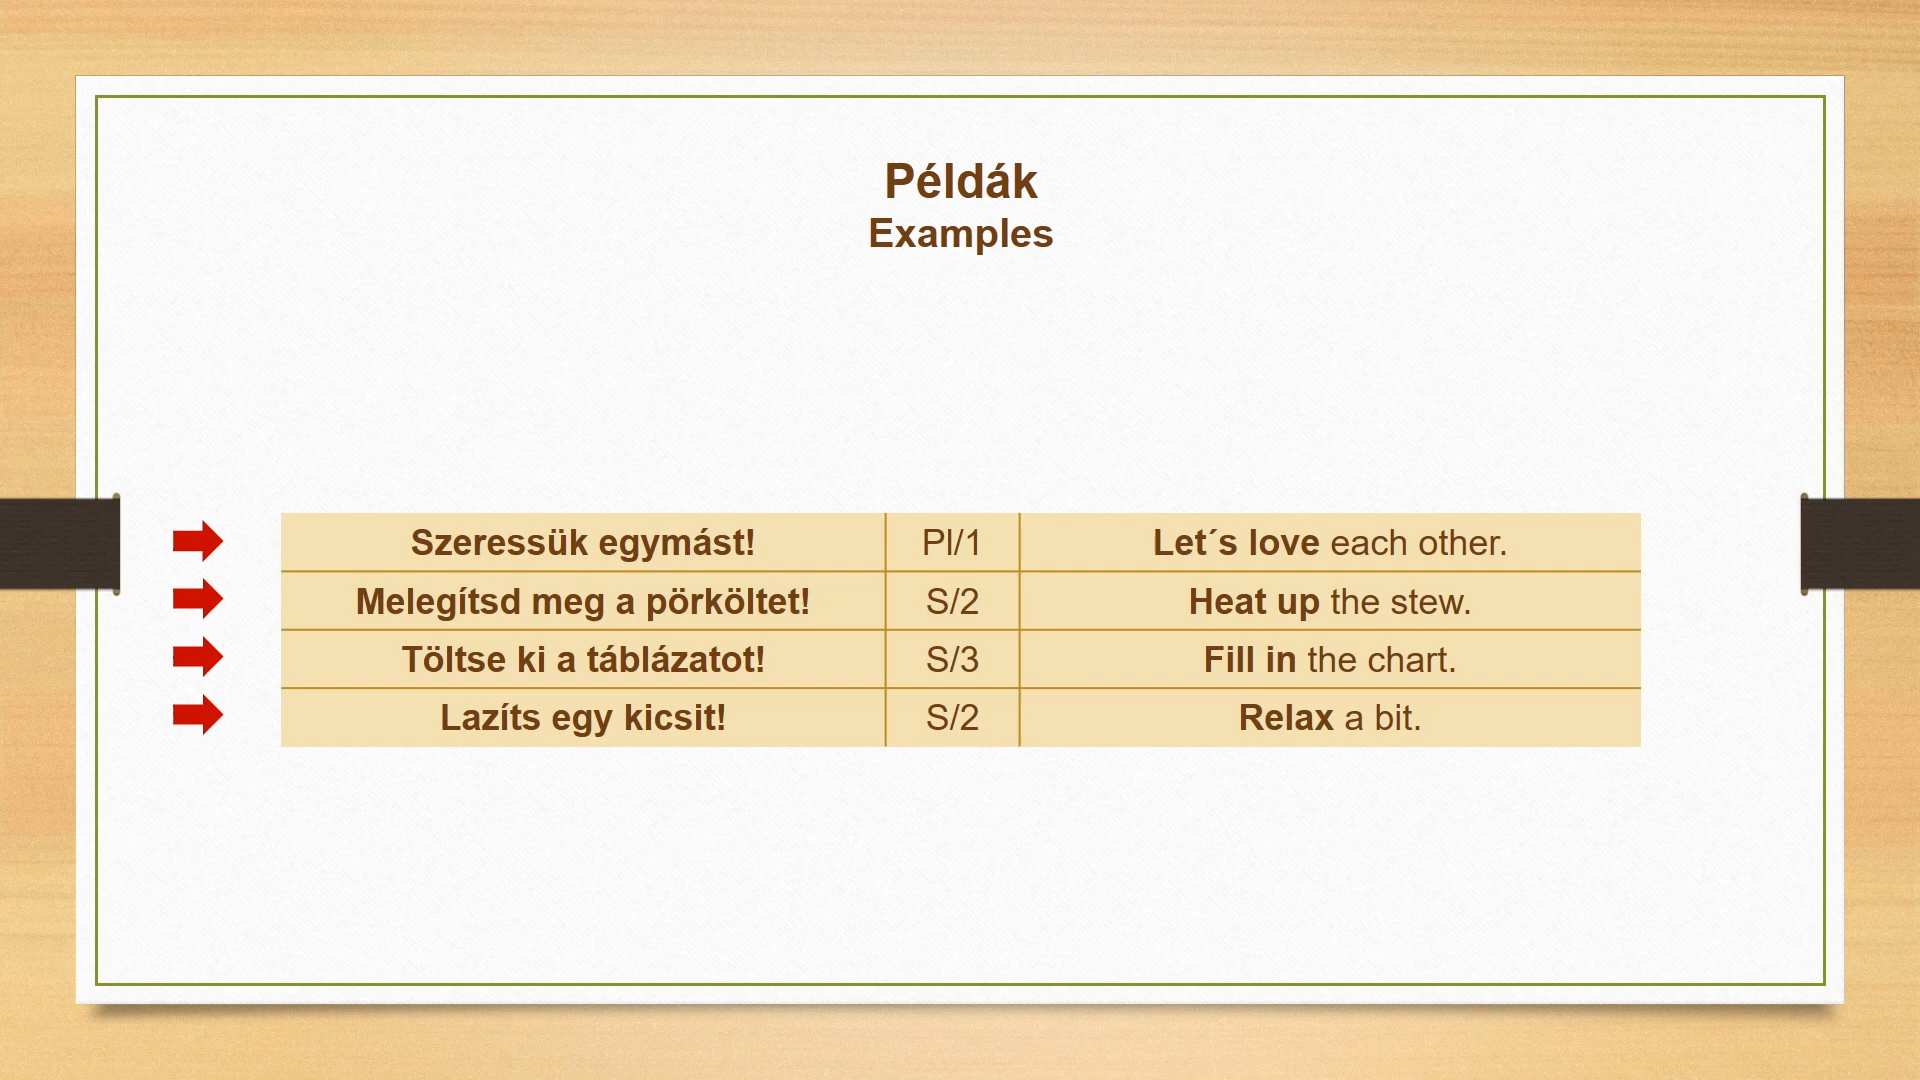 Példák
Examples
Szeressük egymást! Pl/1 Let´s love each other.
Melegítsd meg a pörköltet! S/2 Heat up the stew.
Töltse ki a táblázatot! S/3 Fill in the chart.
Lazíts egy kicsit! S/2 Relax a bit.